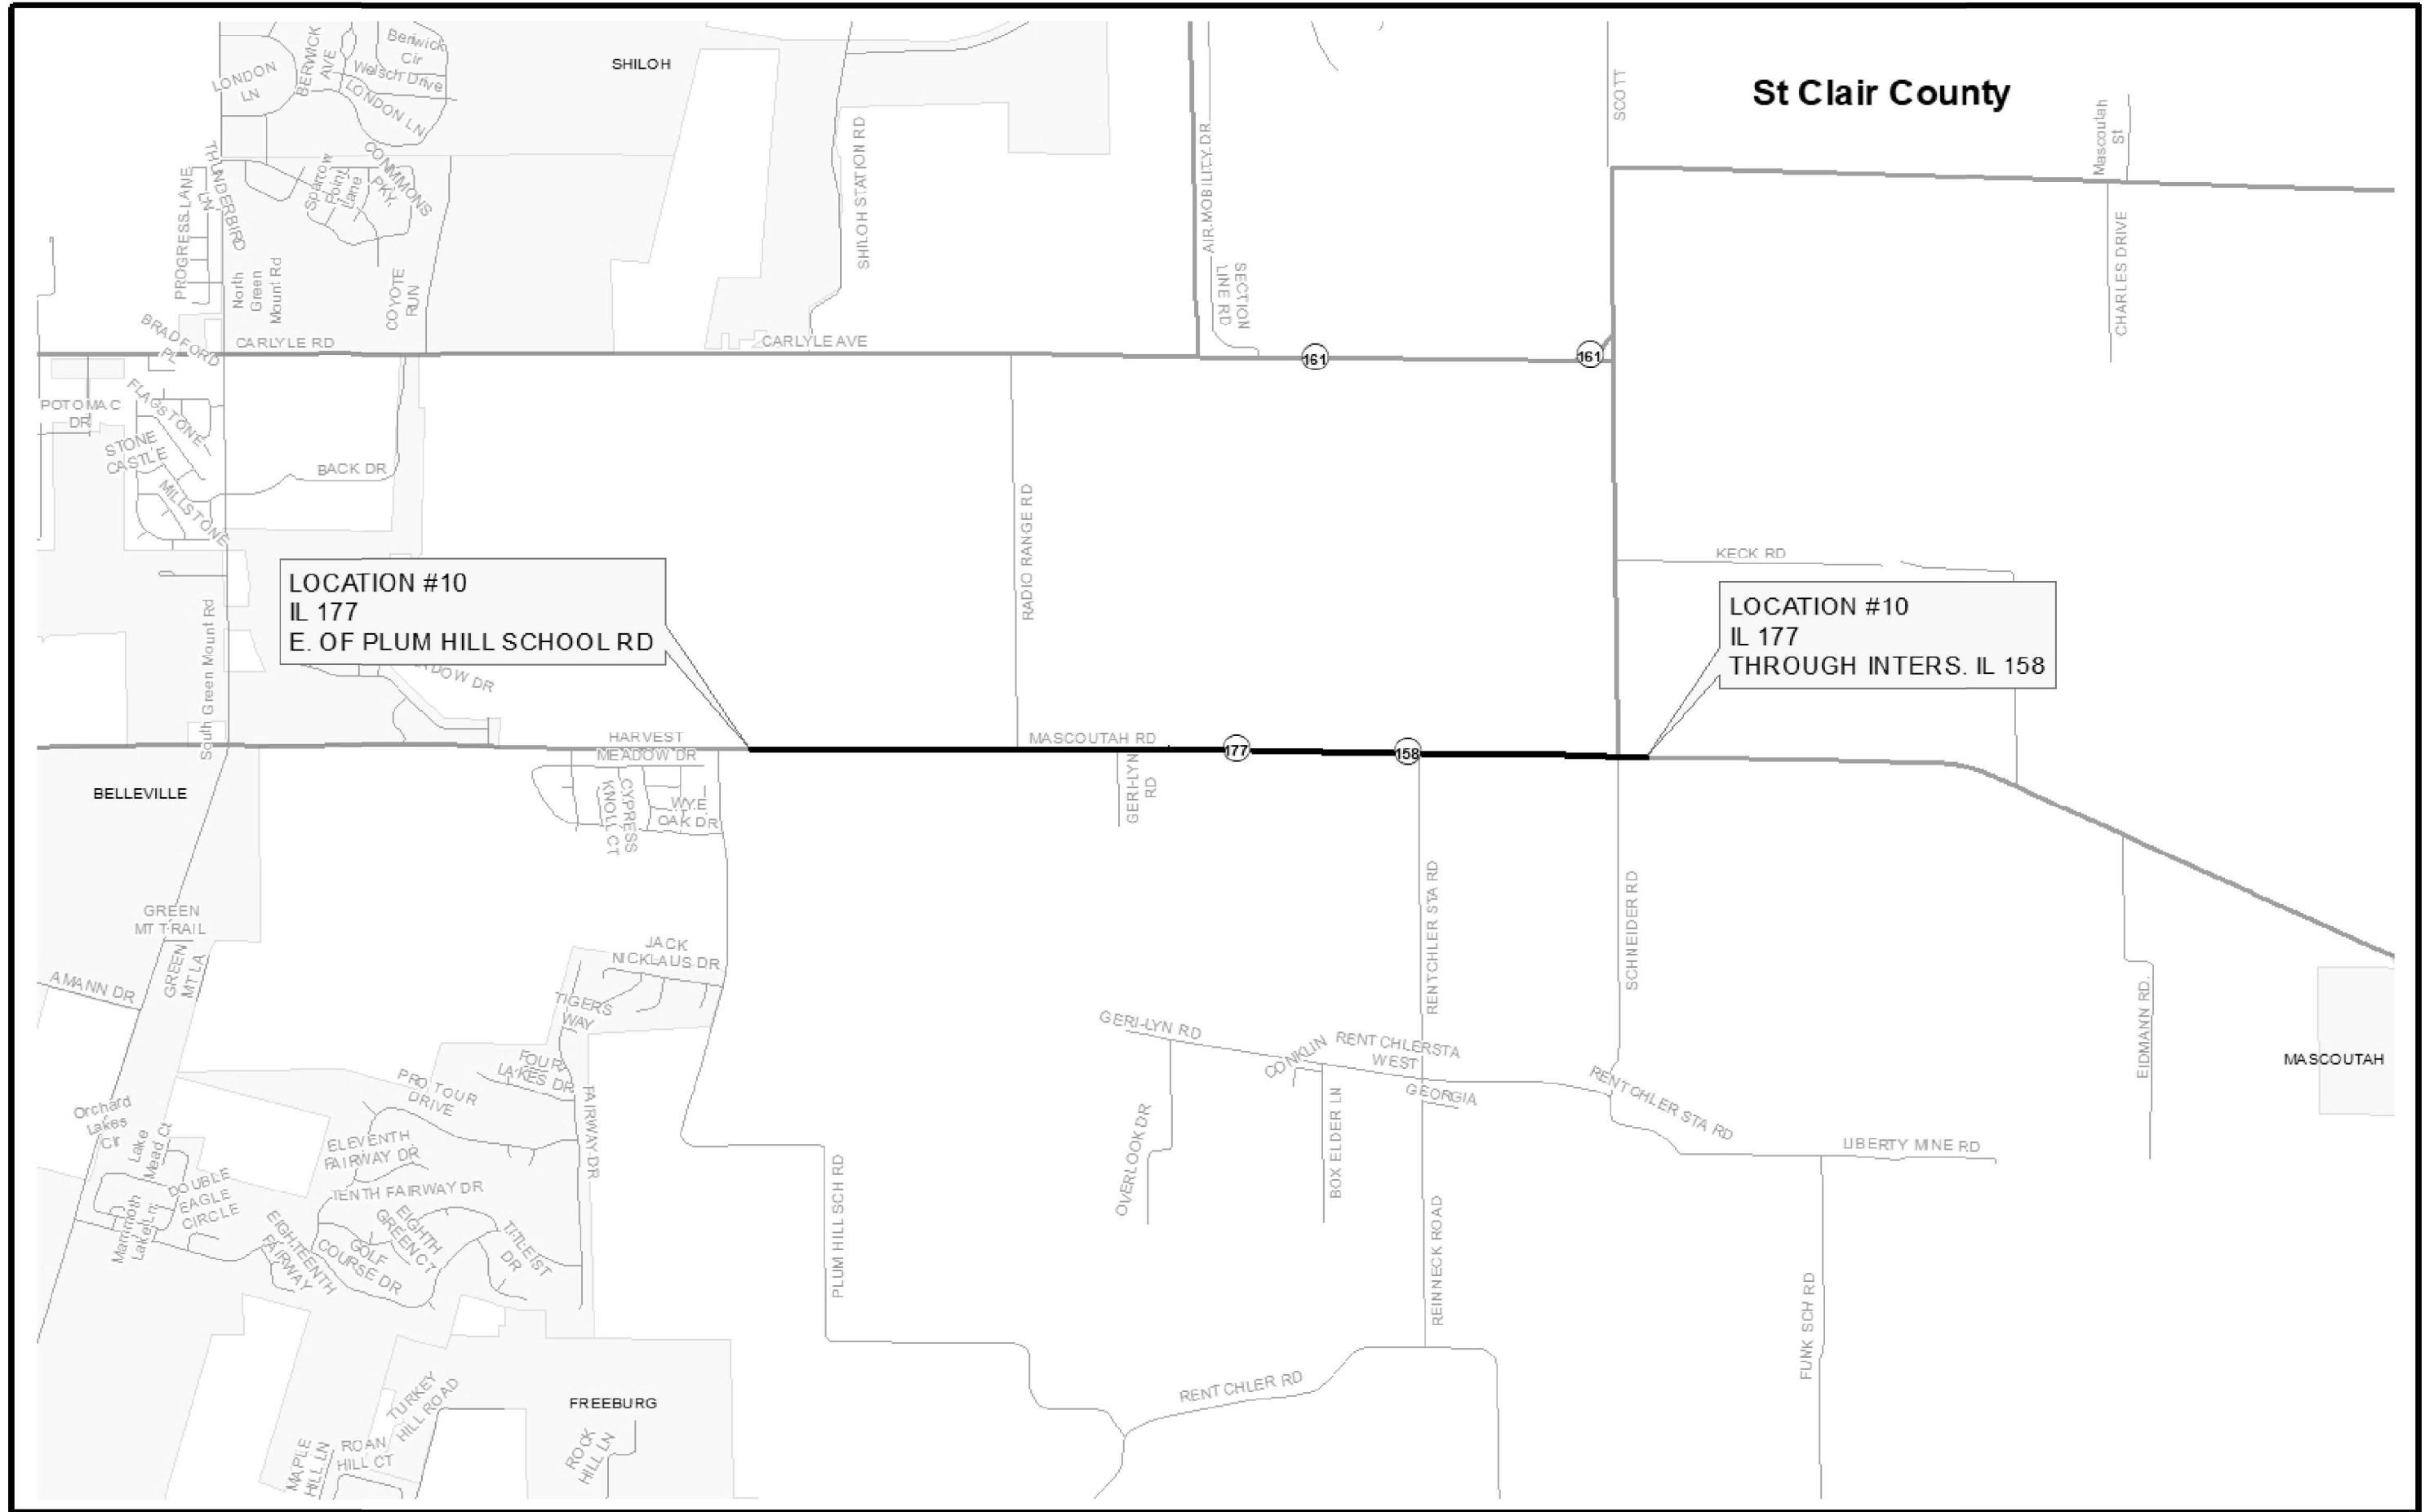 St Clair County
SHILOH
LONDON
LN
BERWICK
AVE
Berwick
Cir
Welsch Drive
LONDON LN
THUNDERBIRD
LN
PROGRESS LANE
Sparrow
Point
Lane
COMMONS
PKY.
North
Green
Mount Rd
COYOTE
RUN
SHILOH STATION RD
AIR MOBILITY DR
SECTION
LINE RD
SCOTT
Mascoutah
St
CHARLES DRIVE
BRADFORD
PL
CARLYLE RD
CARLYLE AVE
161
161
POTOMAC
DR
FLAGSTONE
STONE
CASTLE
MILLSTONE
BACK DR
RADIO RANGE RD
KECK RD
LOCATION #10
IL 177
E. OF PLUM HILL SCHOOL RD
LOCATION #10
IL 177
THROUGH INTERS. IL 158
South Green Mount Rd
DOW DR
HARVEST
MEADOW DR
MASCOUTAH RD
177
158
BELLEVILLE
KNOLL CT
CYPRESS
WYE
OAK DR
GERI-LYN
RD
RENTCHLER STA RD
SCHNEIDER RD
GREEN
MT TRAIL
GREEN
MT LA
AMANN DR
JACK
NICKLAUS DR
TIGERS
WAY
FOUR
LAKES DR
PRO TOUR
DRIVE
FAIRWAY DR
GERI-LYN RD
CONKLIN
RENTCHLERSTA
WEST
GEORGIA
RENTCHLER STA RD
LIBERTY MINE RD
EIDMANN RD.
MASCOUTAH
Orchard
Lakes
Cir
Lake
Mead Ct
ELEVENTH
FAIRWAY DR
TENTH FAIRWAY DR
DOUBLE
EAGLE
CIRCLE
Mammoth
Lake Ln
EIGHTEENTH
FAIRWAY
GOLF
COURSE DR
EIGHTH
GREEN CT
TITLEIST
DR
PLUM HILL SCH RD
OVERLOOK DR
BOX ELDER LN
REINNECK ROAD
FUNK SCH RD
RENTCHLER RD
FREEBURG
TURKEY
HILL ROAD
MAPLE
HILL LN
ROAN
HILL CT
ROCK
HILL LN